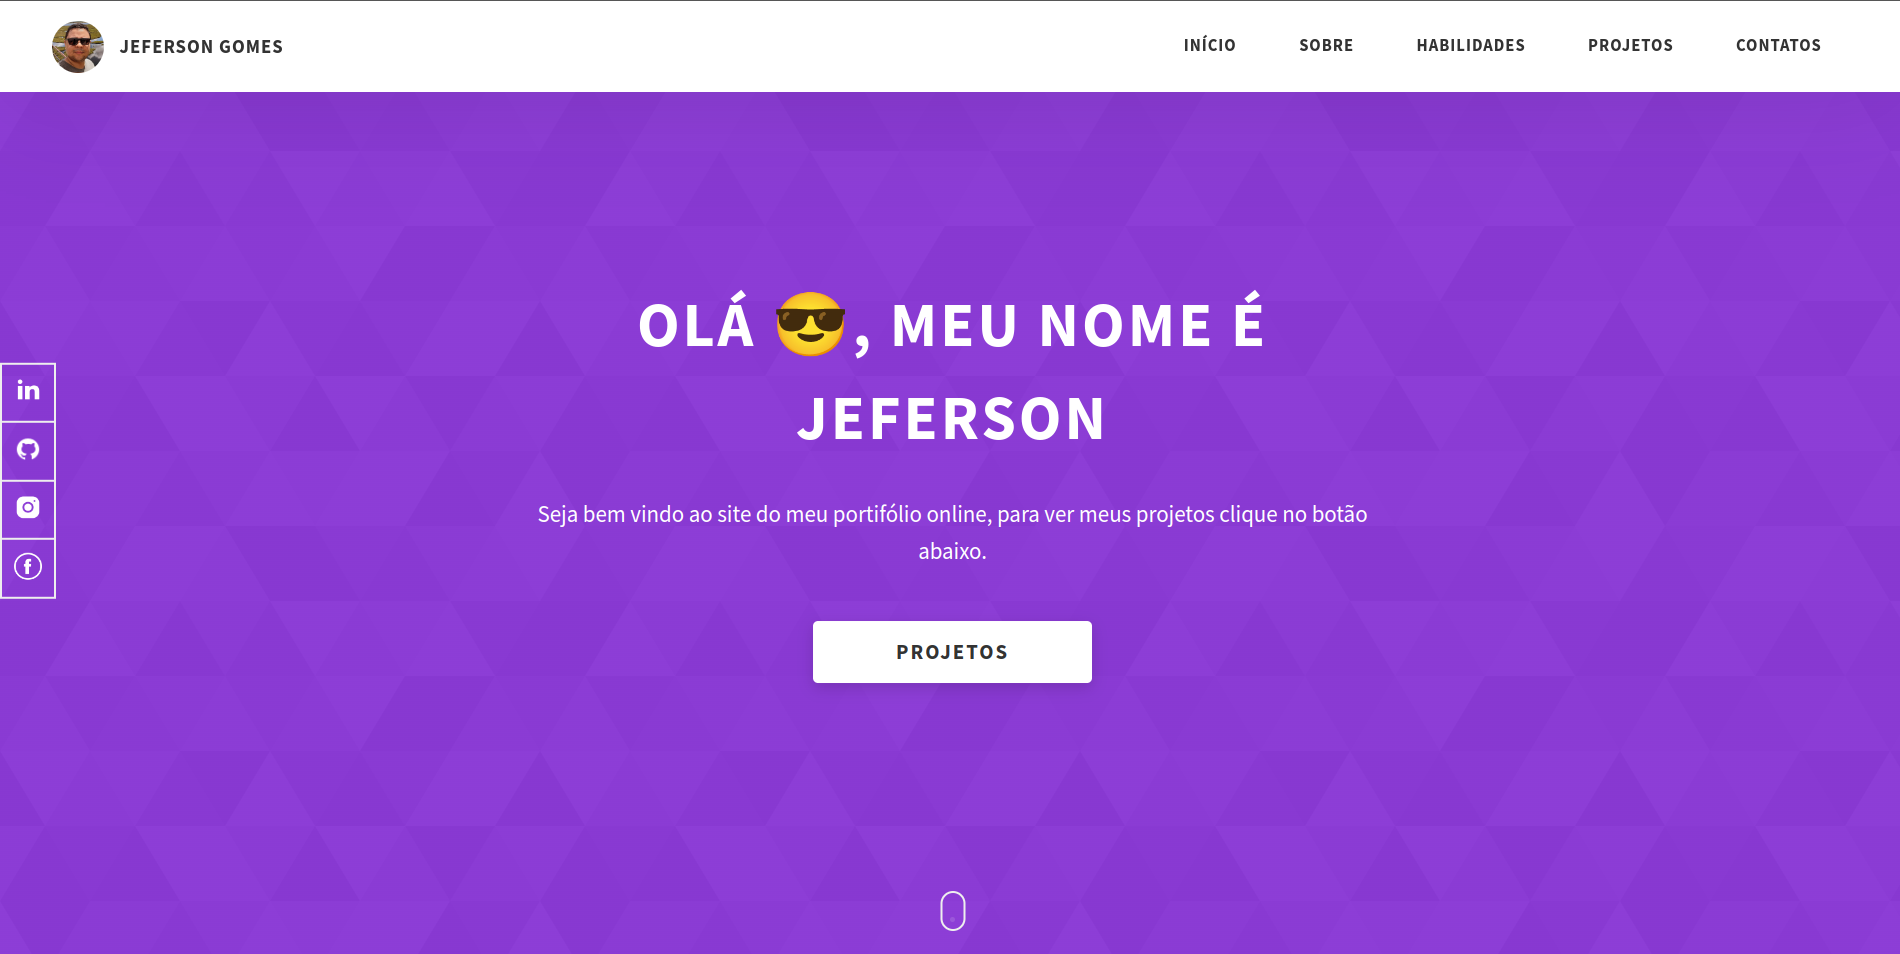 JEFERSON GOMES
INÍCIO SOBRE HABILIDADES PROJETOS CONTATOS
OLÁ 😎, MEU NOME É
JEFERSON
Seja bem vindo ao site do meu portifólio online, para ver meus projetos clique no botão
abaixo.
PROJETOS